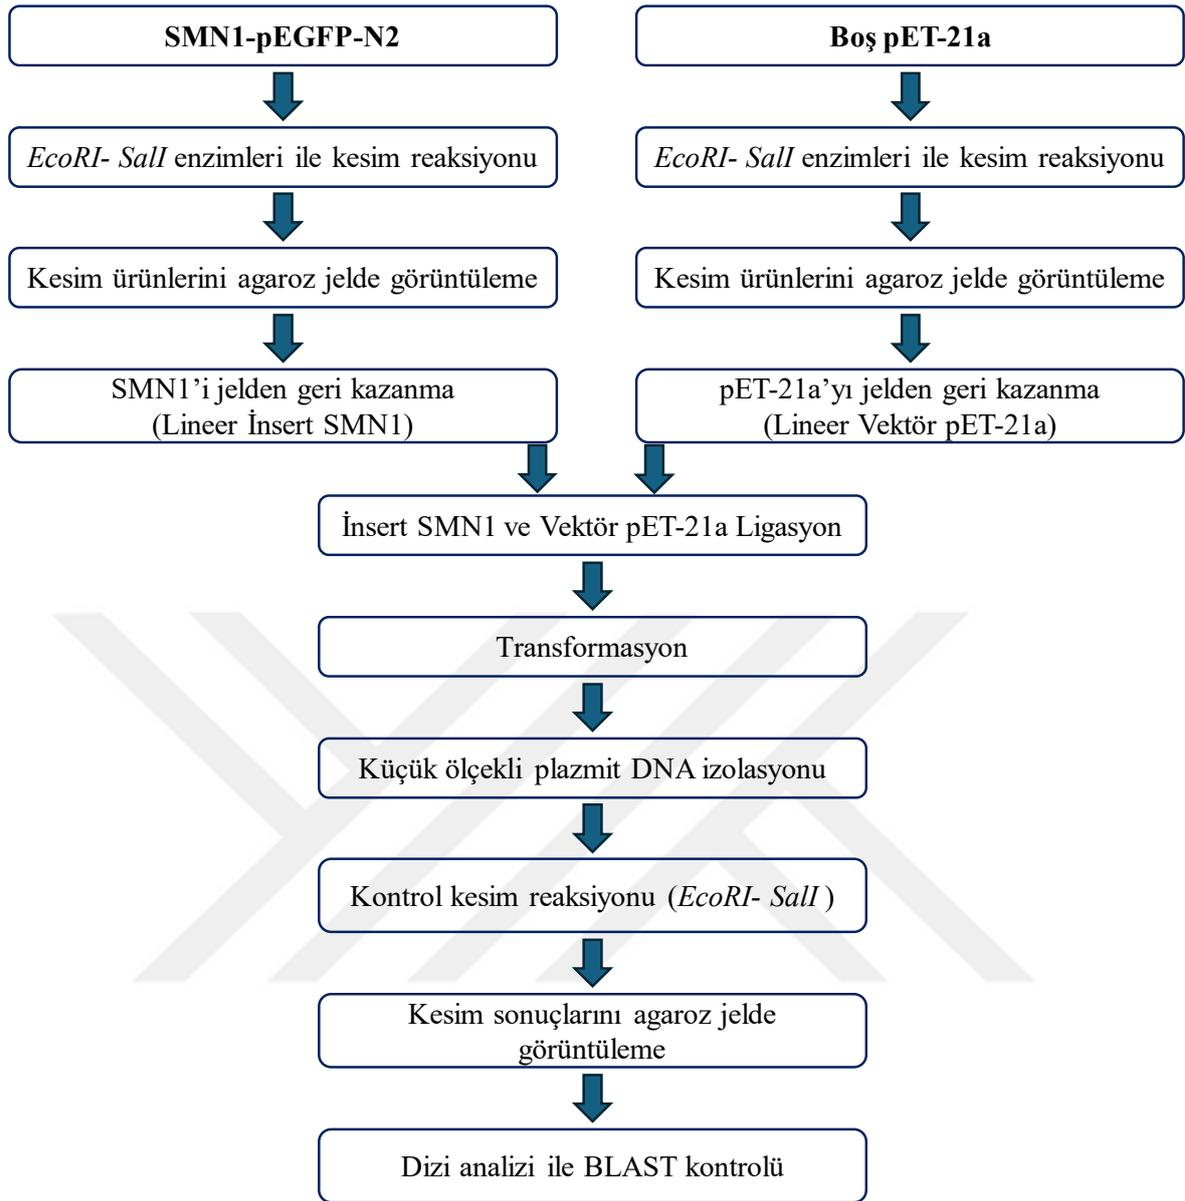 SMN1-pEGFP-N2
Boş pET-21a
EcoRI- SalI enzimleri ile kesim reaksiyonu
EcoRI- SalI enzimleri ile kesim reaksiyonu
Kesim ürünlerini agaroz jelde görüntüleme
Kesim ürünlerini agaroz jelde görüntüleme
SMN1’i jelden geri kazanma
(Lineer İnsert SMN1)
pET-21a’yı jelden geri kazanma
(Lineer Vektör pET-21a)
İnsert SMN1 ve Vektör pET-21a Ligasyon
Transformasyon
Küçük ölçekli plazmit DNA izolasyonu
Kontrol kesim reaksiyonu (EcoRI- SalI )
Kesim sonuçlarını agaroz jelde
görüntüleme
Dizi analizi ile BLAST kontrolü